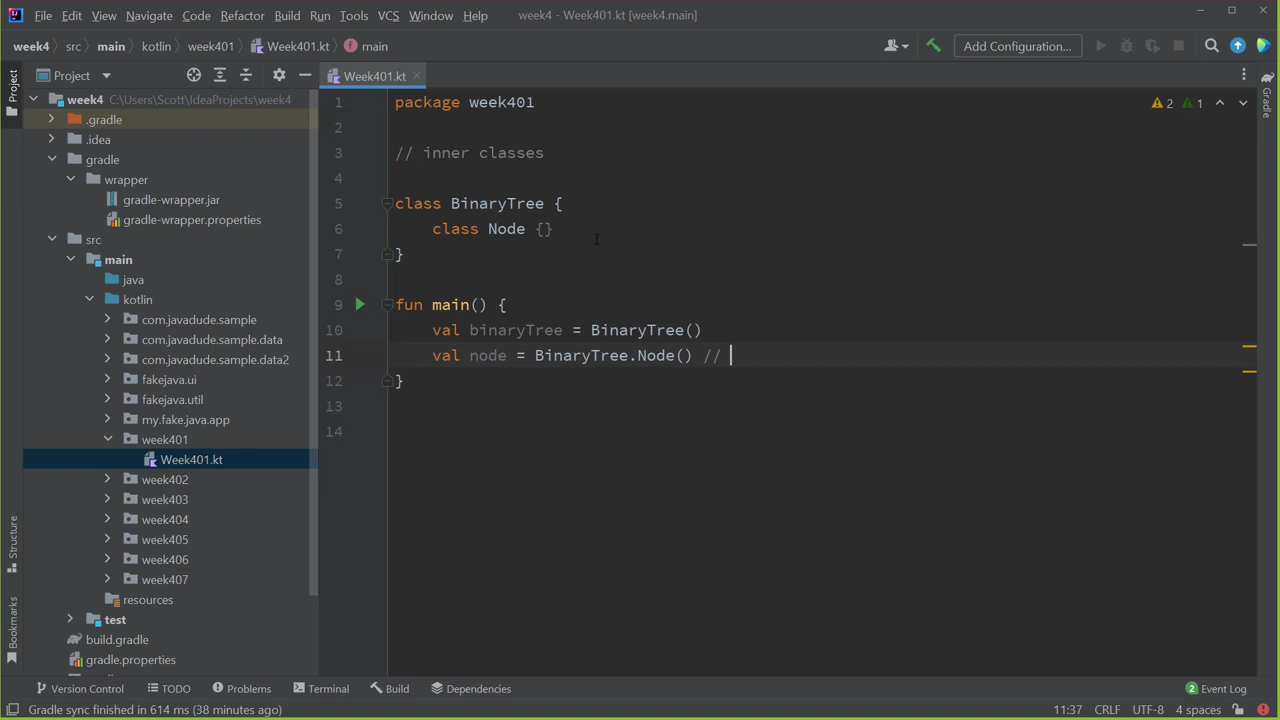 File Edit View Navigate Code Refactor Build Run Tools VCS Window Help week4 - Week401.kt [week4.main]
week4 src main kotlin week401 Week401.kt main Add Configuration...
Project
Week401.kt
Project
Gradle
week4 C:\Users\Scott\IdeaProjects\week4
.gradle
.idea
gradle
wrapper
gradle-wrapper.jar
gradle-wrapper.properties
src
main
java
kotlin
com.javadude.sample
com.javadude.sample.data
com.javadude.sample.data2
fakejava.ui
fakejava.util
my.fake.java.app
week401
Week401.kt
week402
week403
week404
week405
week406
week407
resources
test
build.gradle
gradle.properties
Structure
Bookmarks
2 1
1 package week401
2
3 // inner classes
4
5 class BinaryTree {
6 class Node {}
7 }
8
9 fun main() {
10 val binaryTree = BinaryTree()
11 val node = BinaryTree.Node() //
12 }
13
14
Version Control TODO Problems Terminal Build Dependencies 2 Event Log
Gradle sync finished in 614 ms (38 minutes ago) 11:37 CRLF UTF-8 4 spaces